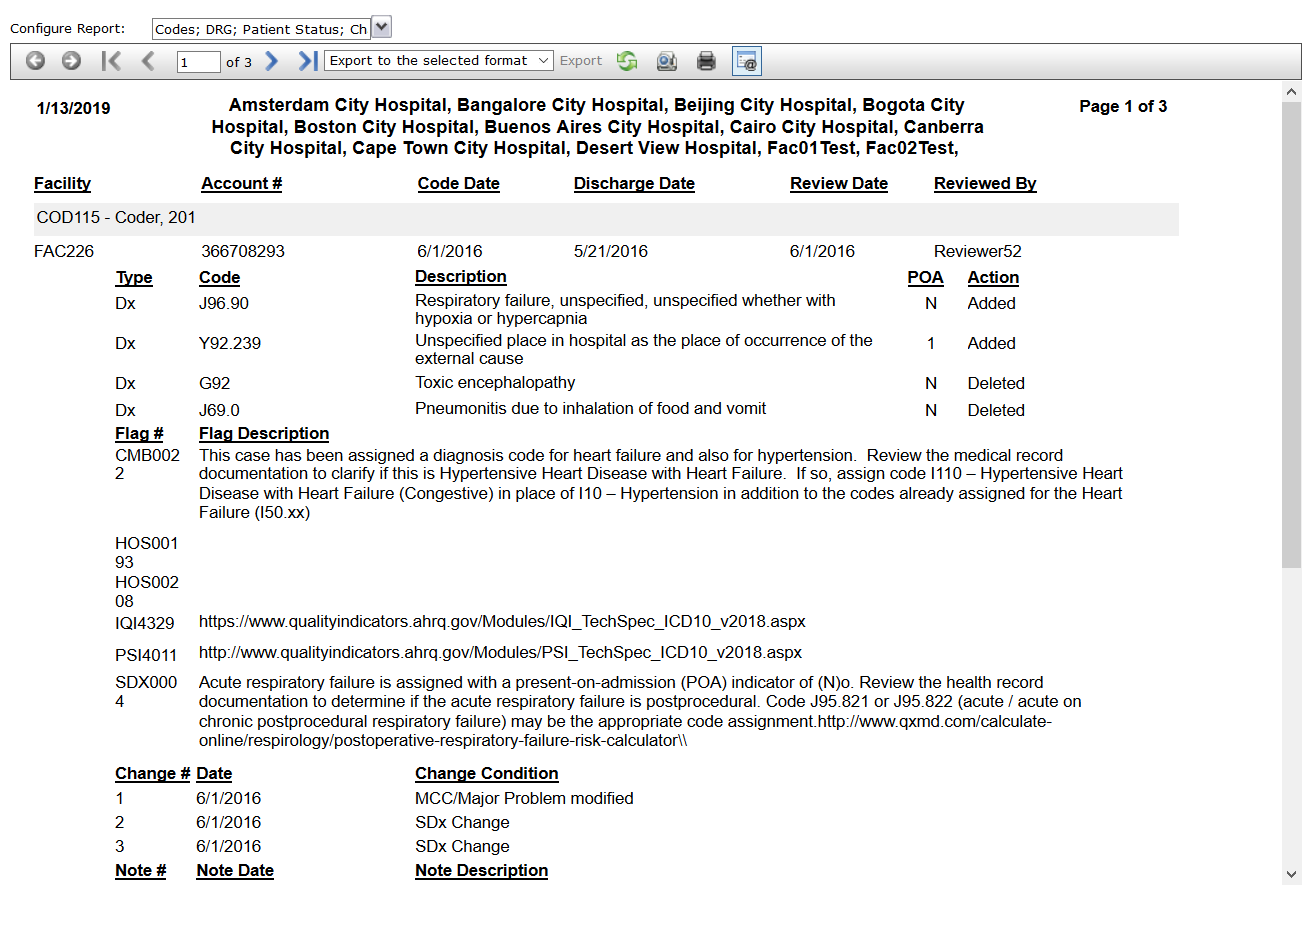 Configure Report: Codes; DRG; Patient Status; Ch
1 of 3 Export to the selected format Export
1/13/2019 Amsterdam City Hospital, Bangalore City Hospital, Beijing City Hospital, Bogota City Page 1 of 3
Hospital, Boston City Hospital, Buenos Aires City Hospital, Cairo City Hospital, Canberra
City Hospital, Cape Town City Hospital, Desert View Hospital, Fac01Test, Fac02Test,
Facility Account # Code Date Discharge Date Review Date Reviewed By
COD115 - Coder, 201
FAC226 366708293 6/1/2016 5/21/2016 6/1/2016 Reviewer52
Type Code Description POA Action
Dx J96.90 Respiratory failure, unspecified, unspecified whether with N Added
hypoxia or hypercapnia
Dx Y92.239 Unspecified place in hospital as the place of occurrence of the 1 Added
external cause
Dx G92 Toxic encephalopathy N Deleted
Dx J69.0 Pneumonitis due to inhalation of food and vomit N Deleted
Flag # Flag Description
CMB002 This case has been assigned a diagnosis code for heart failure and also for hypertension.  Review the medical record
2 documentation to clarify if this is Hypertensive Heart Disease with Heart Failure.  If so, assign code I110 – Hypertensive Heart
Disease with Heart Failure (Congestive) in place of I10 – Hypertension in addition to the codes already assigned for the Heart
Failure (I50.xx)
HOS001
93
HOS002
08
IQI4329 https://www.qualityindicators.ahrq.gov/Modules/IQI_TechSpec_ICD10_v2018.aspx
PSI4011 http://www.qualityindicators.ahrq.gov/Modules/PSI_TechSpec_ICD10_v2018.aspx
SDX000 Acute respiratory failure is assigned with a present-on-admission (POA) indicator of (N)o. Review the health record
4 documentation to determine if the acute respiratory failure is postprocedural. Code J95.821 or J95.822 (acute / acute on
chronic postprocedural respiratory failure) may be the appropriate code assignment.http://www.qxmd.com/calculate-
online/respirology/postoperative-respiratory-failure-risk-calculator\\
Change # Date Change Condition
1 6/1/2016 MCC/Major Problem modified
2 6/1/2016 SDx Change
3 6/1/2016 SDx Change
Note # Note Date Note Description